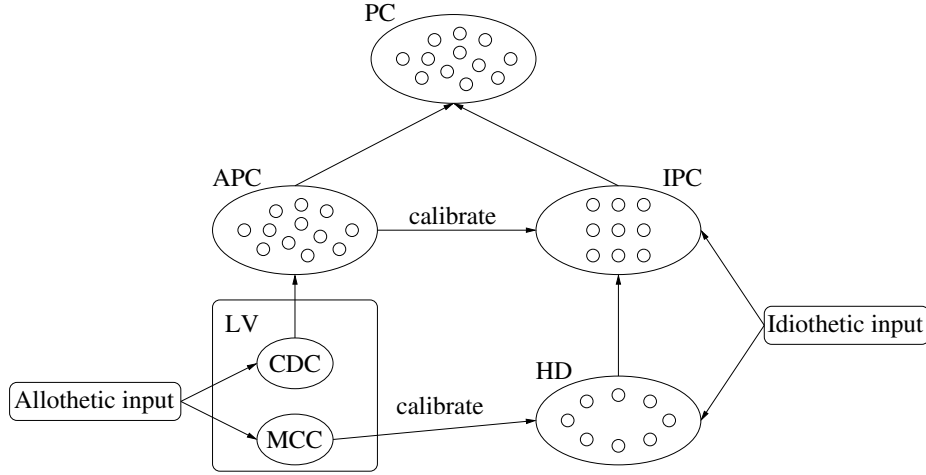 PC
APC
IPC
calibrate
LV
CDC
Idiothetic input
HD
Allothetic input
calibrate
MCC